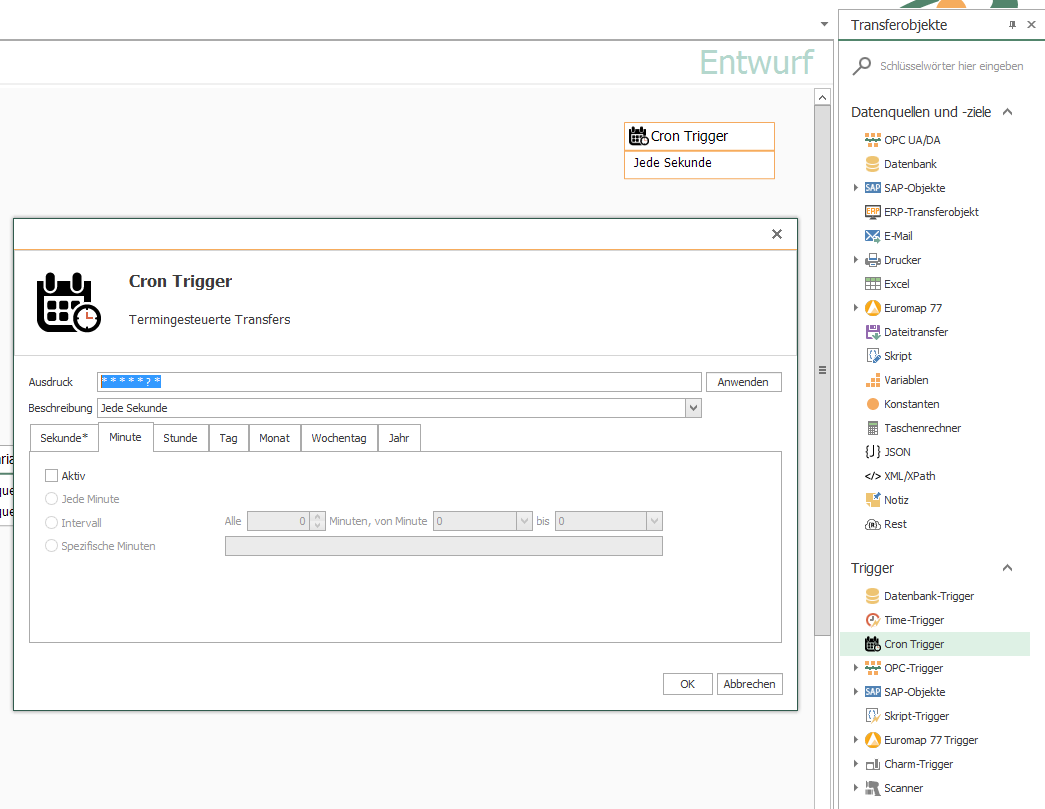 Transferobjekte
Entwurf
Schlüsselwörter hier eingeben
Datenquellen und -ziele
OPC UA/DA
Datenbank
SAP SAP-Objekte
ERP ERP-Transferobjekt
E-Mail
Drucker
Excel
Euromap 77
Dateitransfer
Skript
Variablen
Konstanten
Taschenrechner
{J} JSON
</> XML/XPath
Notiz
Rest
Trigger
Datenbank-Trigger
Time-Trigger
Cron Trigger
OPC-Trigger
SAP SAP-Objekte
Skript-Trigger
Euromap 77 Trigger
Charm-Trigger
Scanner
Cron Trigger
Jede Sekunde
Cron Trigger
Termingesteuerte Transfers
Ausdruck * * * * * ? * Anwenden
Beschreibung Jede Sekunde
Sekunde* Minute Stunde Tag Monat Wochentag Jahr
Aktiv
Jede Minute
Intervall Alle 0 Minuten, von Minute 0 bis 0
Spezifische Minuten
OK Abbrechen